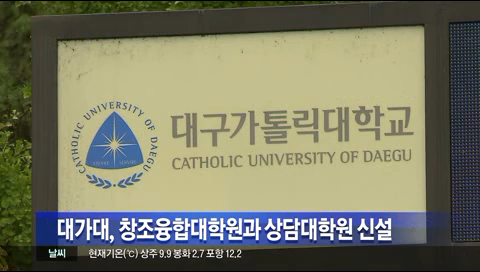 CATHOLIC UNIVERSITY OF DAEGU
대구가톨릭대학교
CATHOLIC UNIVERSITY OF DAEGU
대가대, 창조융합대학원과 상담대학원 신설
날씨 현재기온(℃) 상주 9.9 봉화 2.7 포항 12.2